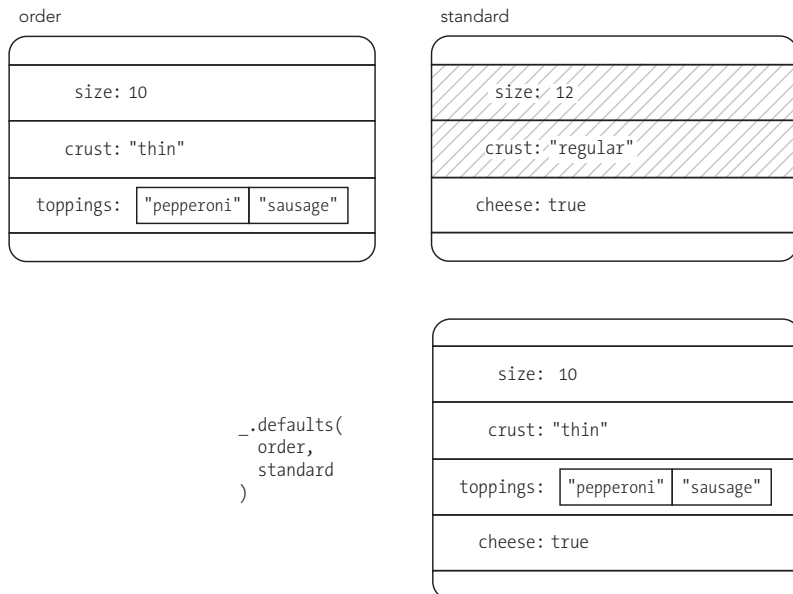 order
size: 10
crust: "thin"
toppings: "pepperoni" "sausage"
standard
size: 12
crust: "regular"
cheese: true
_.defaults(
order,
standard
)
size: 10
crust: "thin"
toppings: "pepperoni" "sausage"
cheese: true